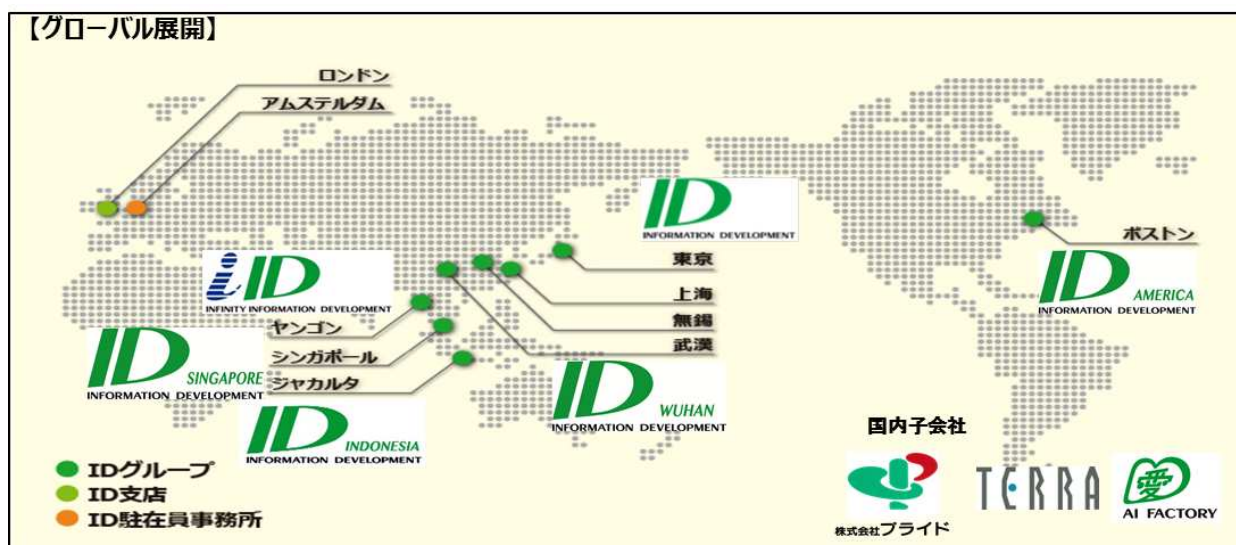 【グローバル展開】
ロンドン
アムステルダム
ID
INFORMATION DEVELOPMENT
東京
上海
無錫
武漢
ボストン
ID AMERICA
INFORMATION DEVELOPMENT
iID
INFINITY INFORMATION DEVELOPMENT
ヤンゴン
シンガポール
ジャカルタ
ID SINGAPORE
INFORMATION DEVELOPMENT
ID INDONESIA
INFORMATION DEVELOPMENT
ID WUHAN
INFORMATION DEVELOPMENT
IDグループ
ID支店
ID駐在員事務所
国内子会社
株式会社プライド
TERRA
愛
AI FACTORY